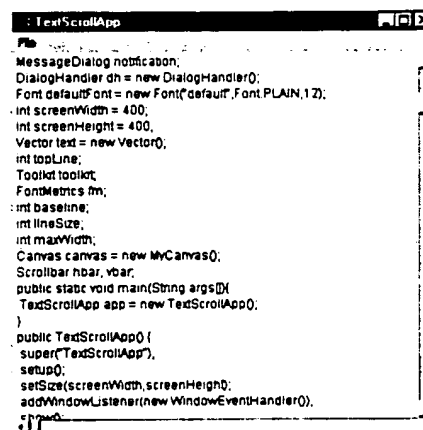 TextScrollApp
File
MessageDialog notification;
DialogHandler dh = new DialogHandler();
Font defaultFont = new Font("default",Font.PLAIN,12);
int screenWidth = 400;
int screenHeight = 400;
Vector text = new Vector();
int topLine;
Toolkit toolkit;
FontMetrics fm;
int baseline;
int lineSize;
int maxWidth;
Canvas canvas = new MyCanvas();
Scrollbar hbar, vbar;
public static void main(String args[]){
TextScrollApp app = new TextScrollApp();
}
public TextScrollApp() {
super("TextScrollApp");
setup();
setSize(screenWidth,screenHeight);
addWindowListener(new WindowEventHandler());
show();